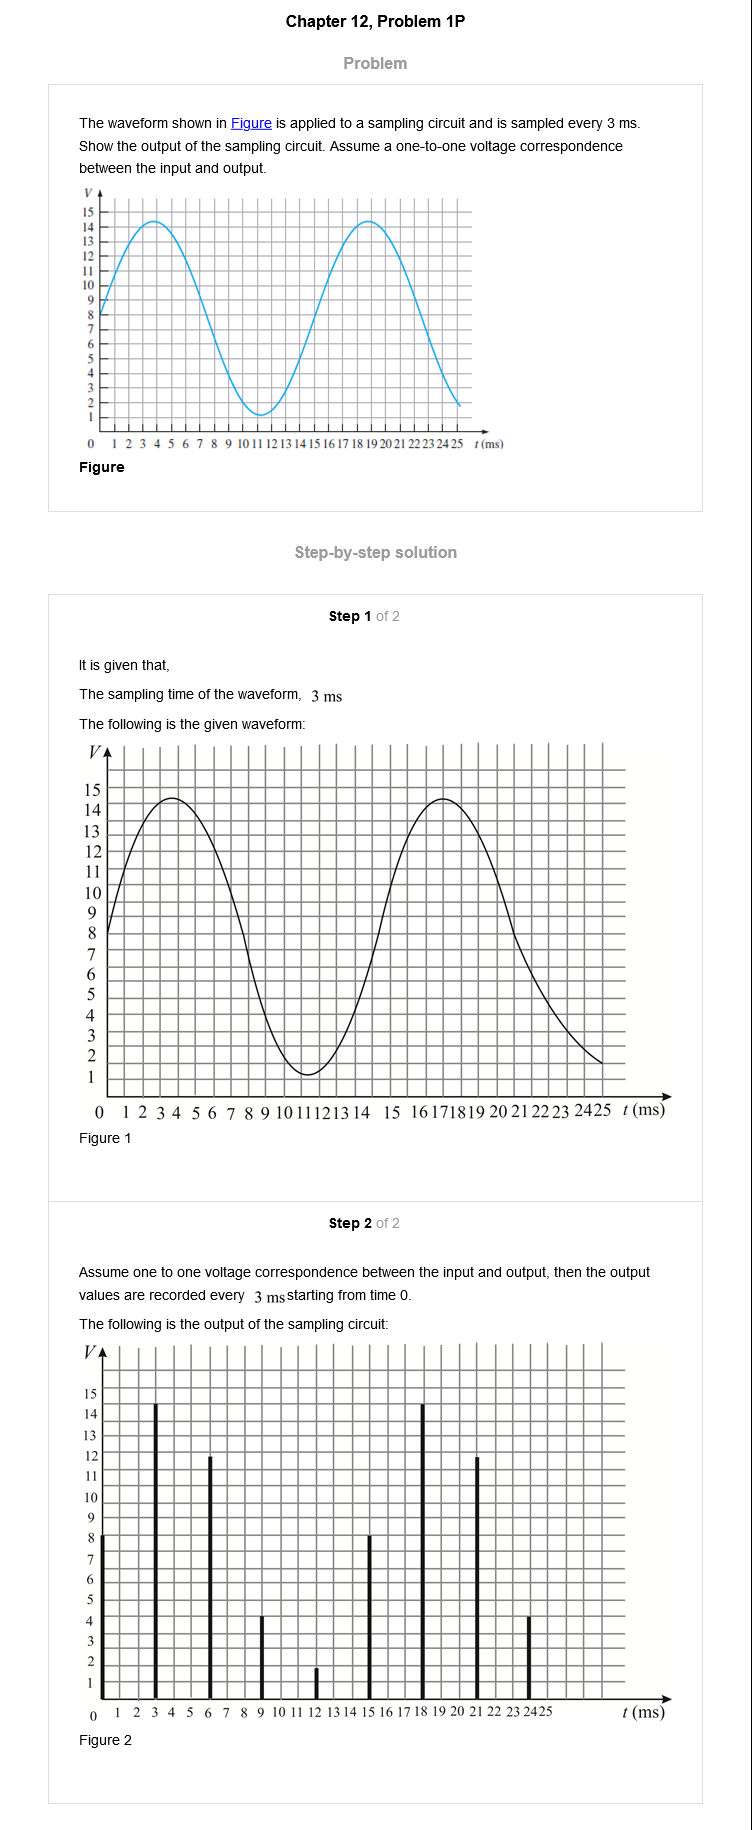 Chapter 12, Problem 1P
Problem
The waveform shown in Figure is applied to a sampling circuit and is sampled every 3 ms.
Show the output of the sampling circuit. Assume a one-to-one voltage correspondence
between the input and output.
V
15
14
13
12
11
10
9
8
7
6
5
4
3
2
1
0 1 2 3 4 5 6 7 8 9 10 11 12 13 14 15 16 17 18 19 20 21 22 23 24 25 t (ms)
Figure
Step-by-step solution
Step 1 of 2
It is given that,
The sampling time of the waveform, 3 ms
The following is the given waveform:
V
15
14
13
12
11
10
9
8
7
6
5
4
3
2
1
0 1 2 3 4 5 6 7 8 9 10 11 12 13 14 15 16 17 18 19 20 21 22 23 24 25 t (ms)
Figure 1
Step 2 of 2
Assume one to one voltage correspondence between the input and output, then the output
values are recorded every 3 ms starting from time 0.
The following is the output of the sampling circuit:
V
15
14
13
12
11
10
9
8
7
6
5
4
3
2
1
0 1 2 3 4 5 6 7 8 9 10 11 12 13 14 15 16 17 18 19 20 21 22 23 24 25 t (ms)
Figure 2